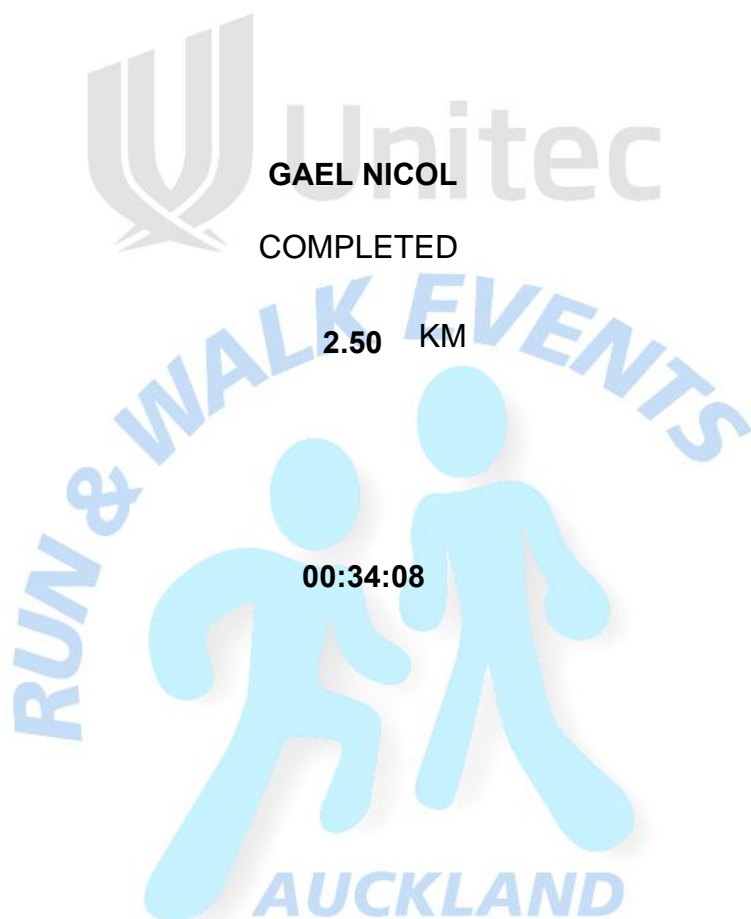 Unitec
GAEL NICOL
COMPLETED
2.50 KM
RUN & WALK EVENTS
00:34:08
AUCKLAND